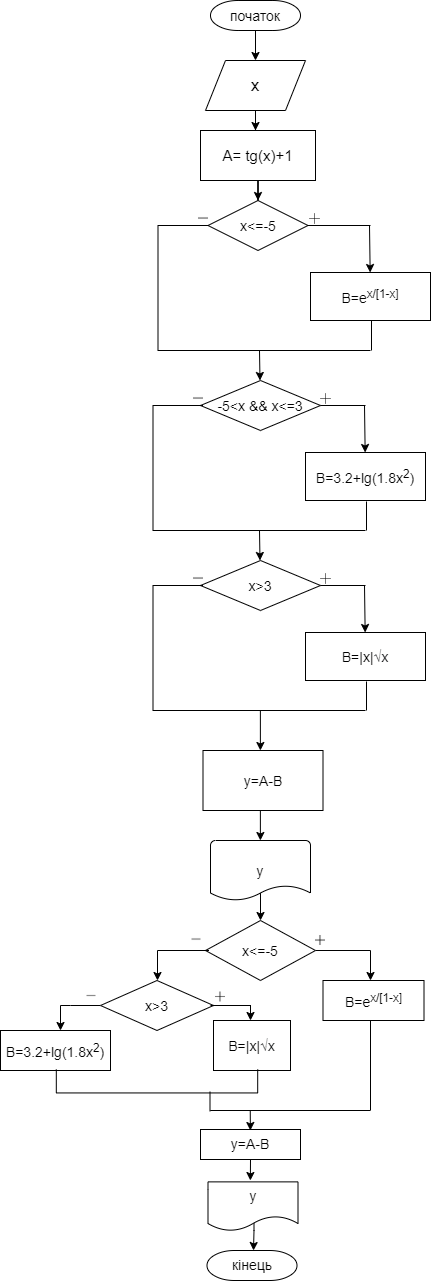 початок
x
A= tg(x)+1
− x<=-5 +
B=e^x/[1-x]
− -5<x && x<=3 +
B=3.2+lg(1.8x²)
− x>3 +
B=|x|√x
y=A-B
y
− x<=-5 +
− x>3 +
B=e^x/[1-x]
B=3.2+lg(1.8x²)
B=|x|√x
y=A-B
y
кінець